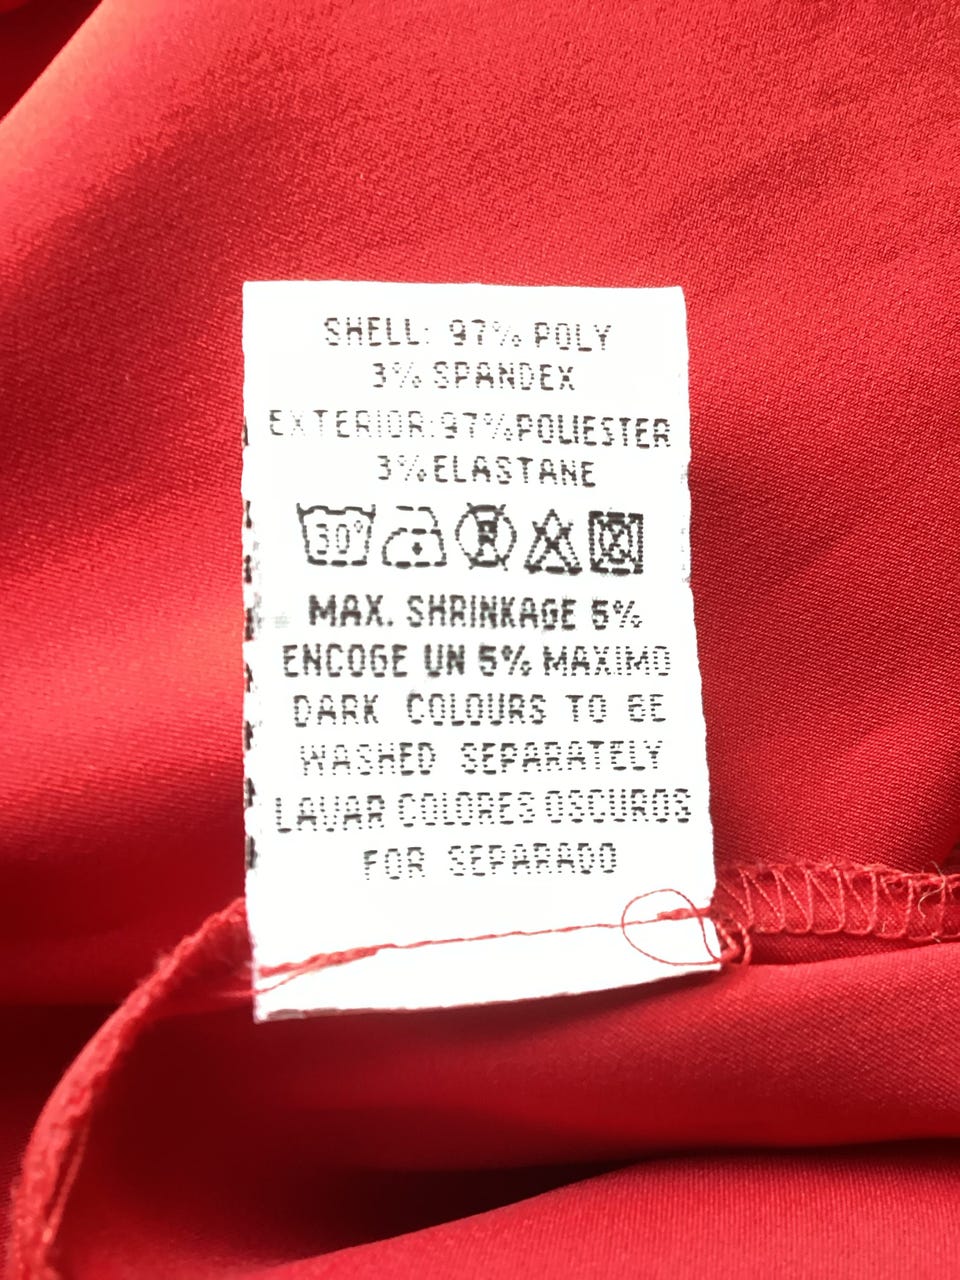 SHELL: 97% POLY
3% SPANDEX
EXTERIOR:97%POLIESTER
3%ELASTANE
30°
MAX. SHRINKAGE 5%
ENCOGE UN 5% MAXIMO
DARK COLOURS TO BE
WASHED SEPARATELY
LAVAR COLORES OSCUROS
FOR SEPARADO